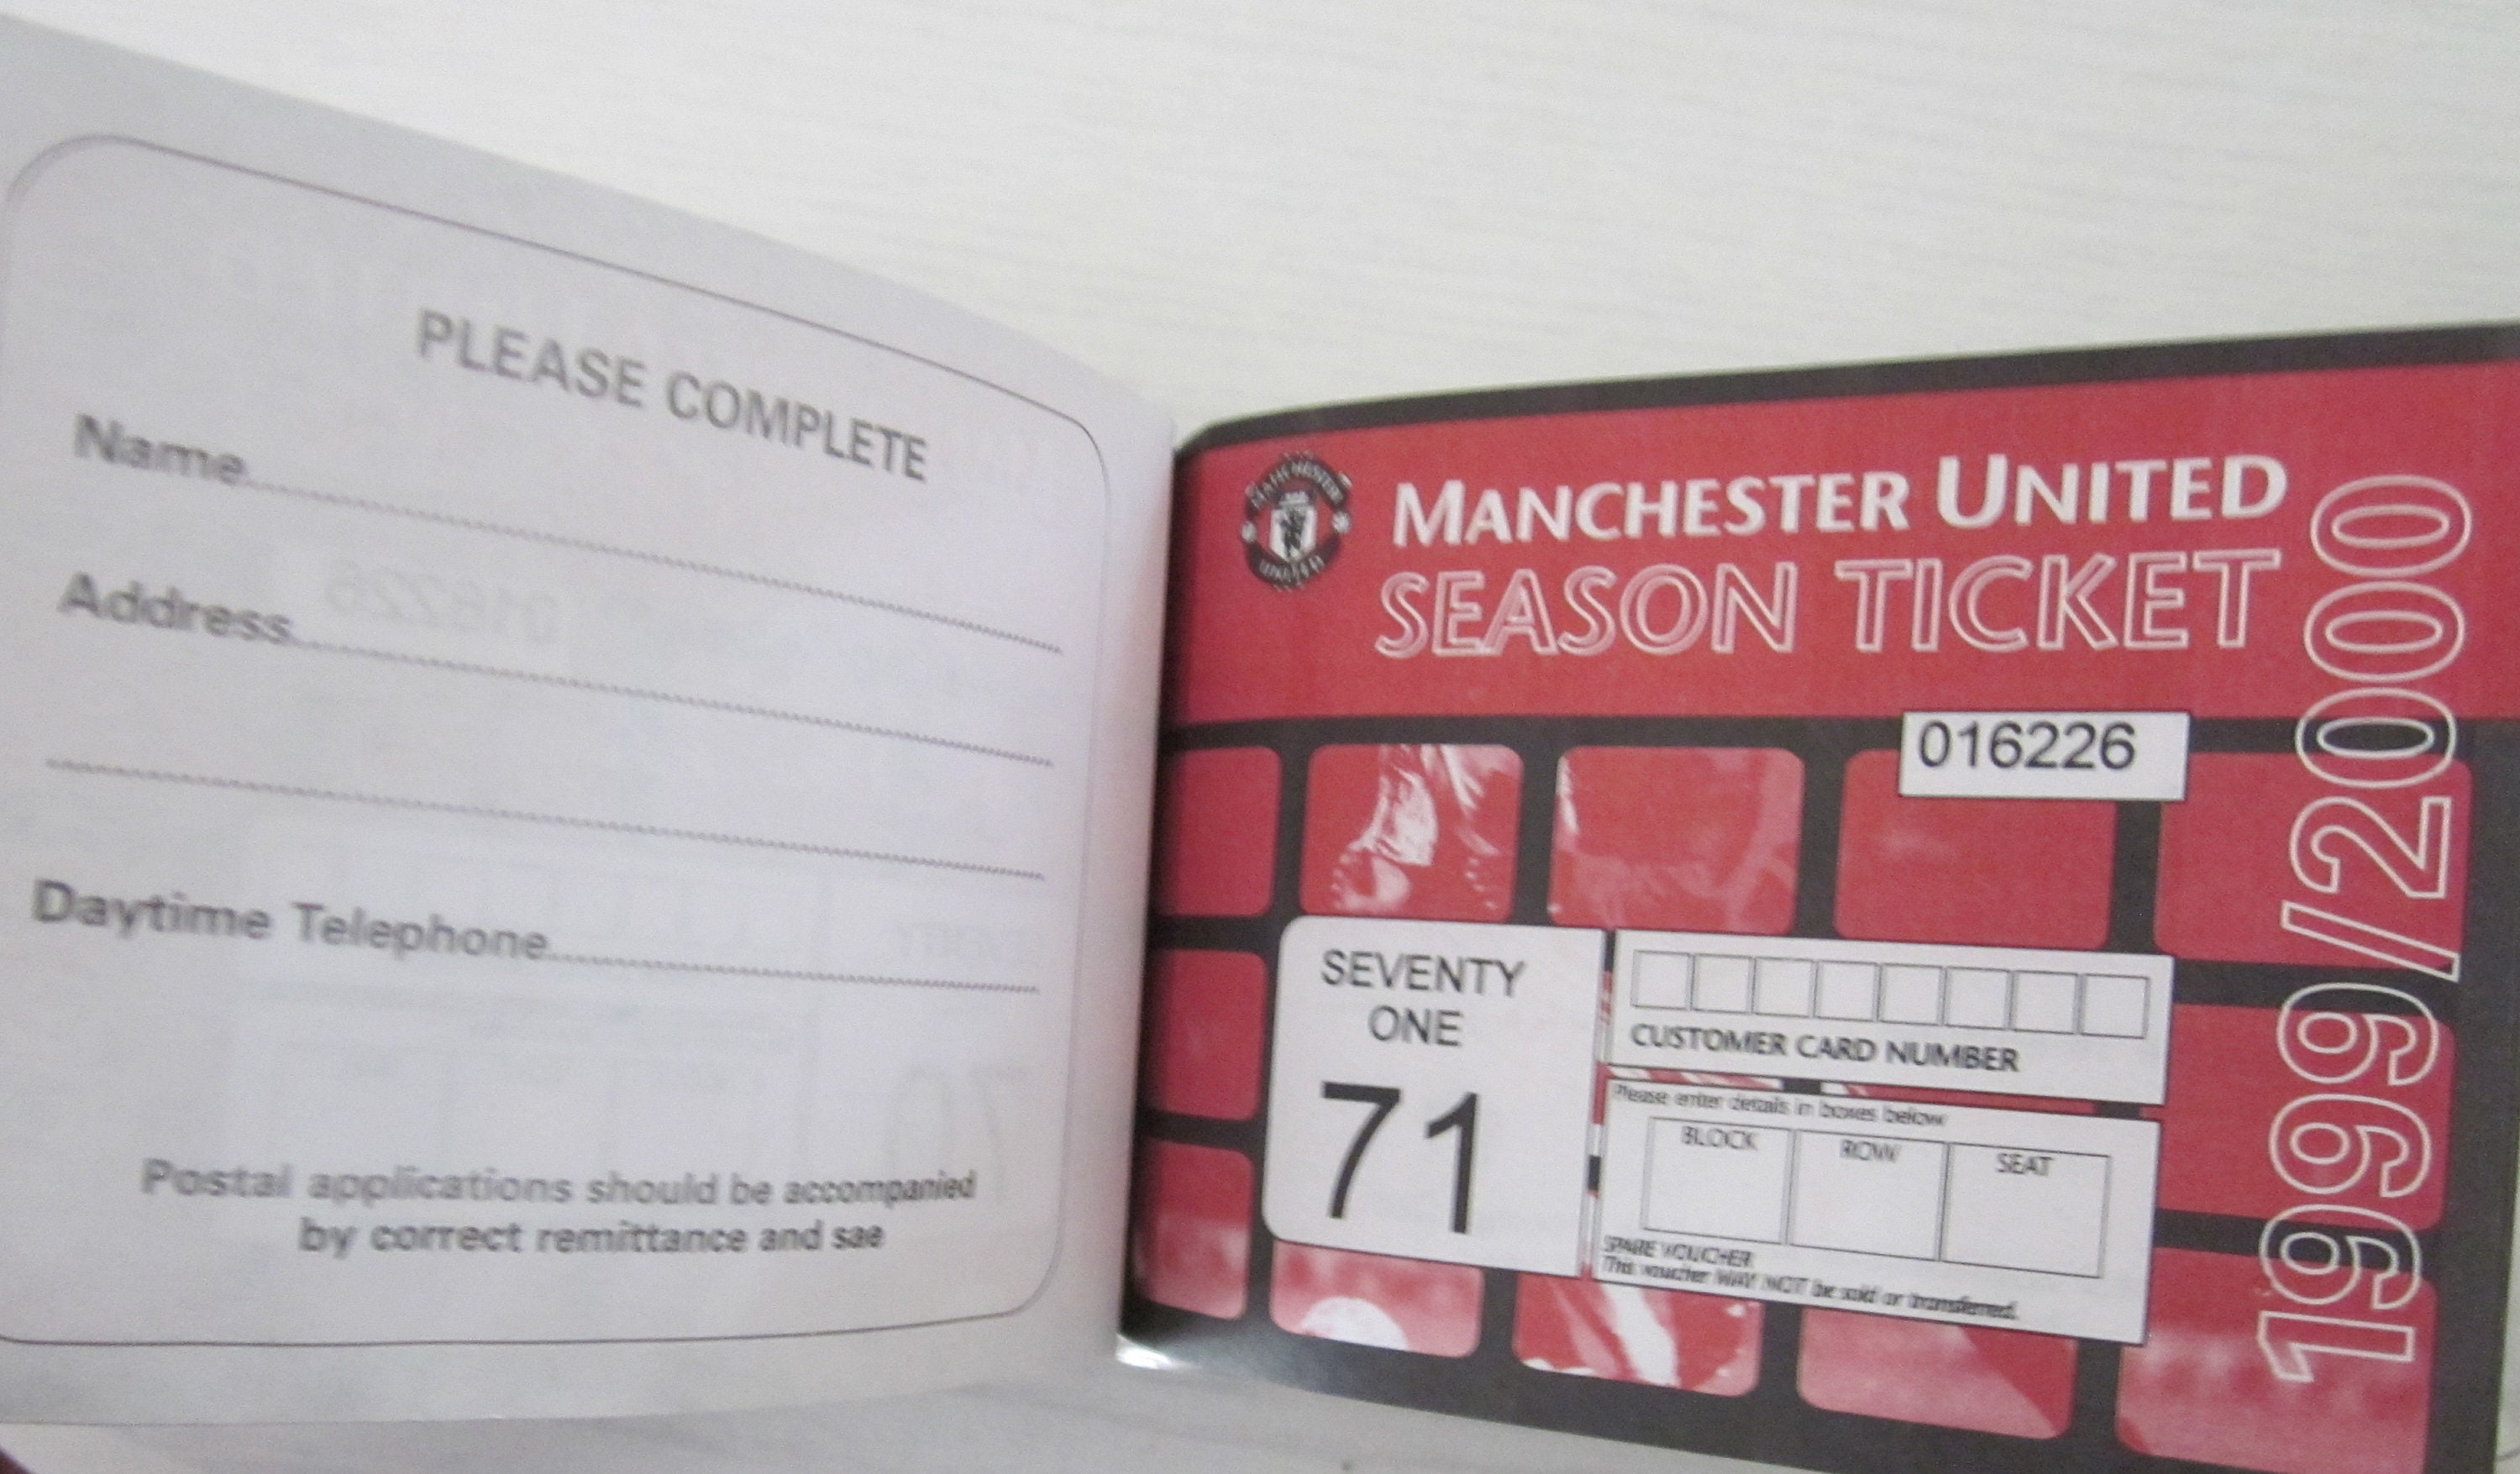 PLEASE COMPLETE
Name
Address
Daytime Telephone
Postal applications should be accompanied
by correct remittance and sae
MANCHESTER
UNITED
MANCHESTER UNITED
SEASON TICKET
1999/2000
016226
SEVENTY
ONE
71
CUSTOMER CARD NUMBER
Please enter details in boxes below
BLOCK
ROW
SEAT
SPARE VOUCHER
This voucher MAY NOT be sold or transferred.